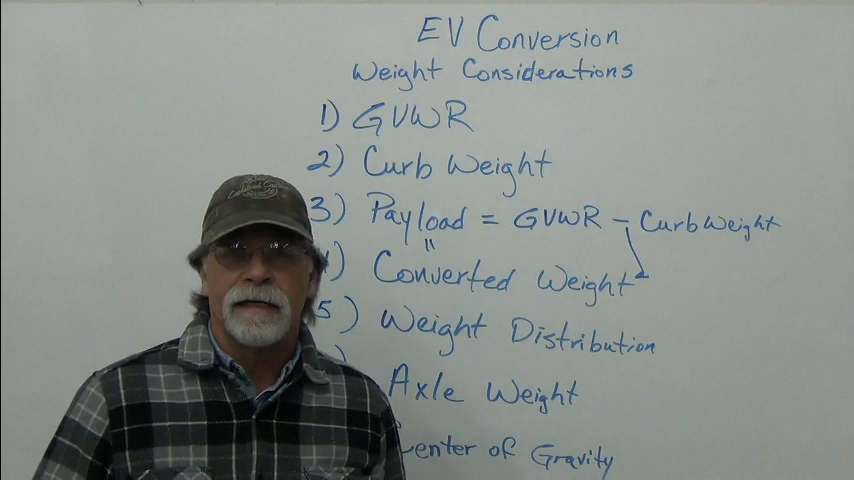 EV Conversion
Weight Considerations
1) GVWR
2) Curb Weight
3) Payload = GVWR - Curb Weight
"
) Converted Weight
5) Weight Distribution
) Axle Weight
Center of Gravity